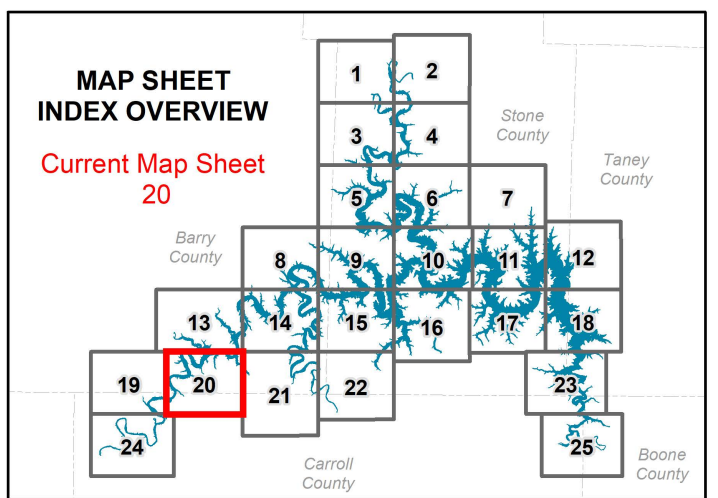 MAP SHEET
INDEX OVERVIEW
Current Map Sheet
20
1
2
3
4
Stone
County
Taney
County
5
6
7
Barry
County
8
9
10
11
12
13
14
15
16
17
18
19
20
21
22
23
24
25
Carroll
County
Boone
County